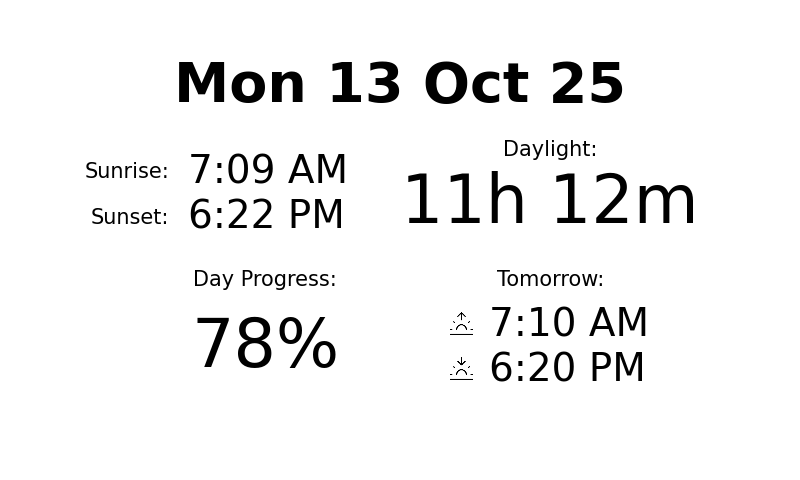 Mon 13 Oct 25
Sunrise: 7:09 AM
Sunset: 6:22 PM
Daylight:
11h 12m
Day Progress:
78%
Tomorrow:
7:10 AM
6:20 PM